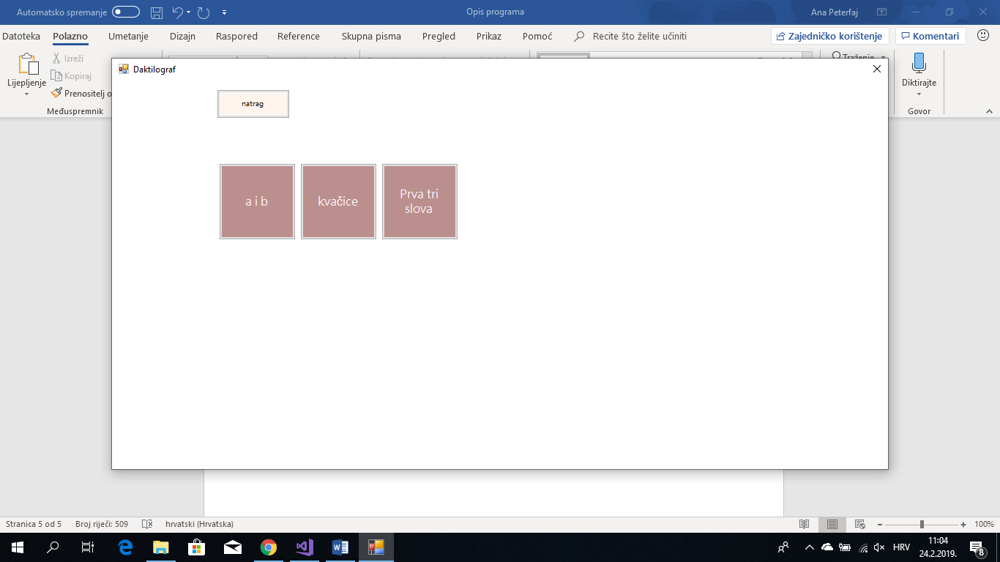 Automatsko spremanje
Opis programa
Ana Peterfaj
Datoteka Polazno Umetanje Dizajn Raspored Reference Skupna pisma Pregled Prikaz Pomoć Recite što želite učiniti Zajedničko korištenje Komentari
Lijepljenje
Izreži
Kopiraj
Prenositelj o
Međuspremnik
Traženje
Diktirajte
Govor
Daktilograf
natrag
a i b
kvačice
Prva tri
slova
Stranica 5 od 5 Broj riječi: 509 hrvatski (Hrvatska) 100%
HRV
11:04
24.2.2019.
8